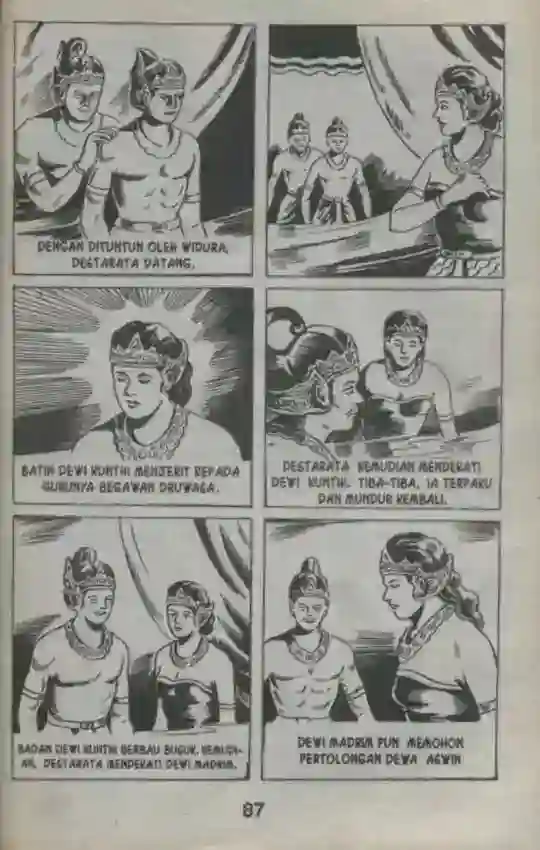 DENGAN DITUNTUN OLEH WIDURA,
DESTARATA DATANG.
BATIN DEWI KUNTHI MENJERIT KEPADA
GURUNYA BEGAWAN DRUWAGA.
DESTARATA KEMUDIAN MENDEKATI
DEWI KUNTHI. TIBA-TIBA, IA TERPAKU
DAN MUNDUR KEMBALI.
BADAN DEWI KUNTHI BERBAU BUSUK. KEMUDI-
AN, DESTARATA MENDEKATI DEWI MADRIM.
DEWI MADRIM PUN MEMOHON
PERTOLONGAN DEWA ASWIN
87